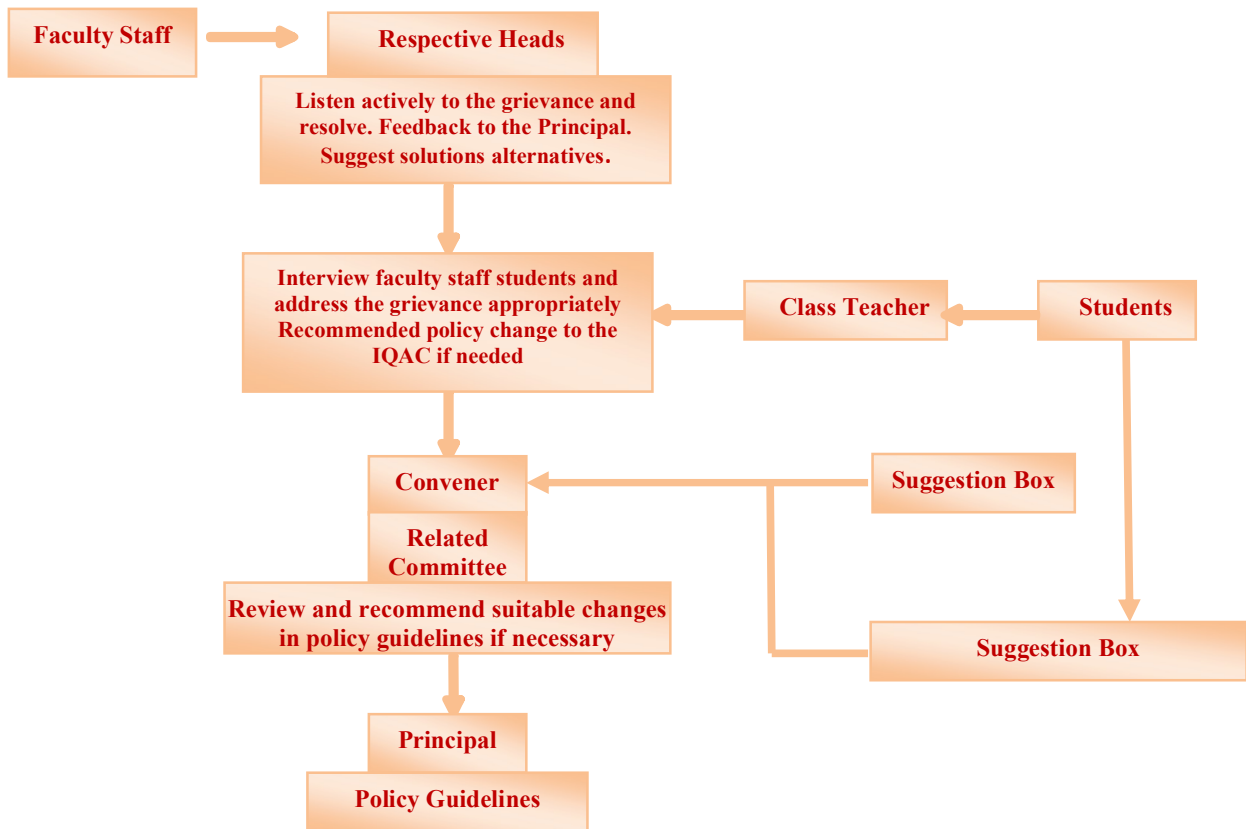 Faculty Staff
Respective Heads
Listen actively to the grievance and
resolve. Feedback to the Principal.
Suggest solutions alternatives.
Interview faculty staff students and
address the grievance appropriately
Recommended policy change to the
IQAC if needed
Class Teacher
Students
Convener
Suggestion Box
Related
Committee
Review and recommend suitable changes
in policy guidelines if necessary
Suggestion Box
Principal
Policy Guidelines